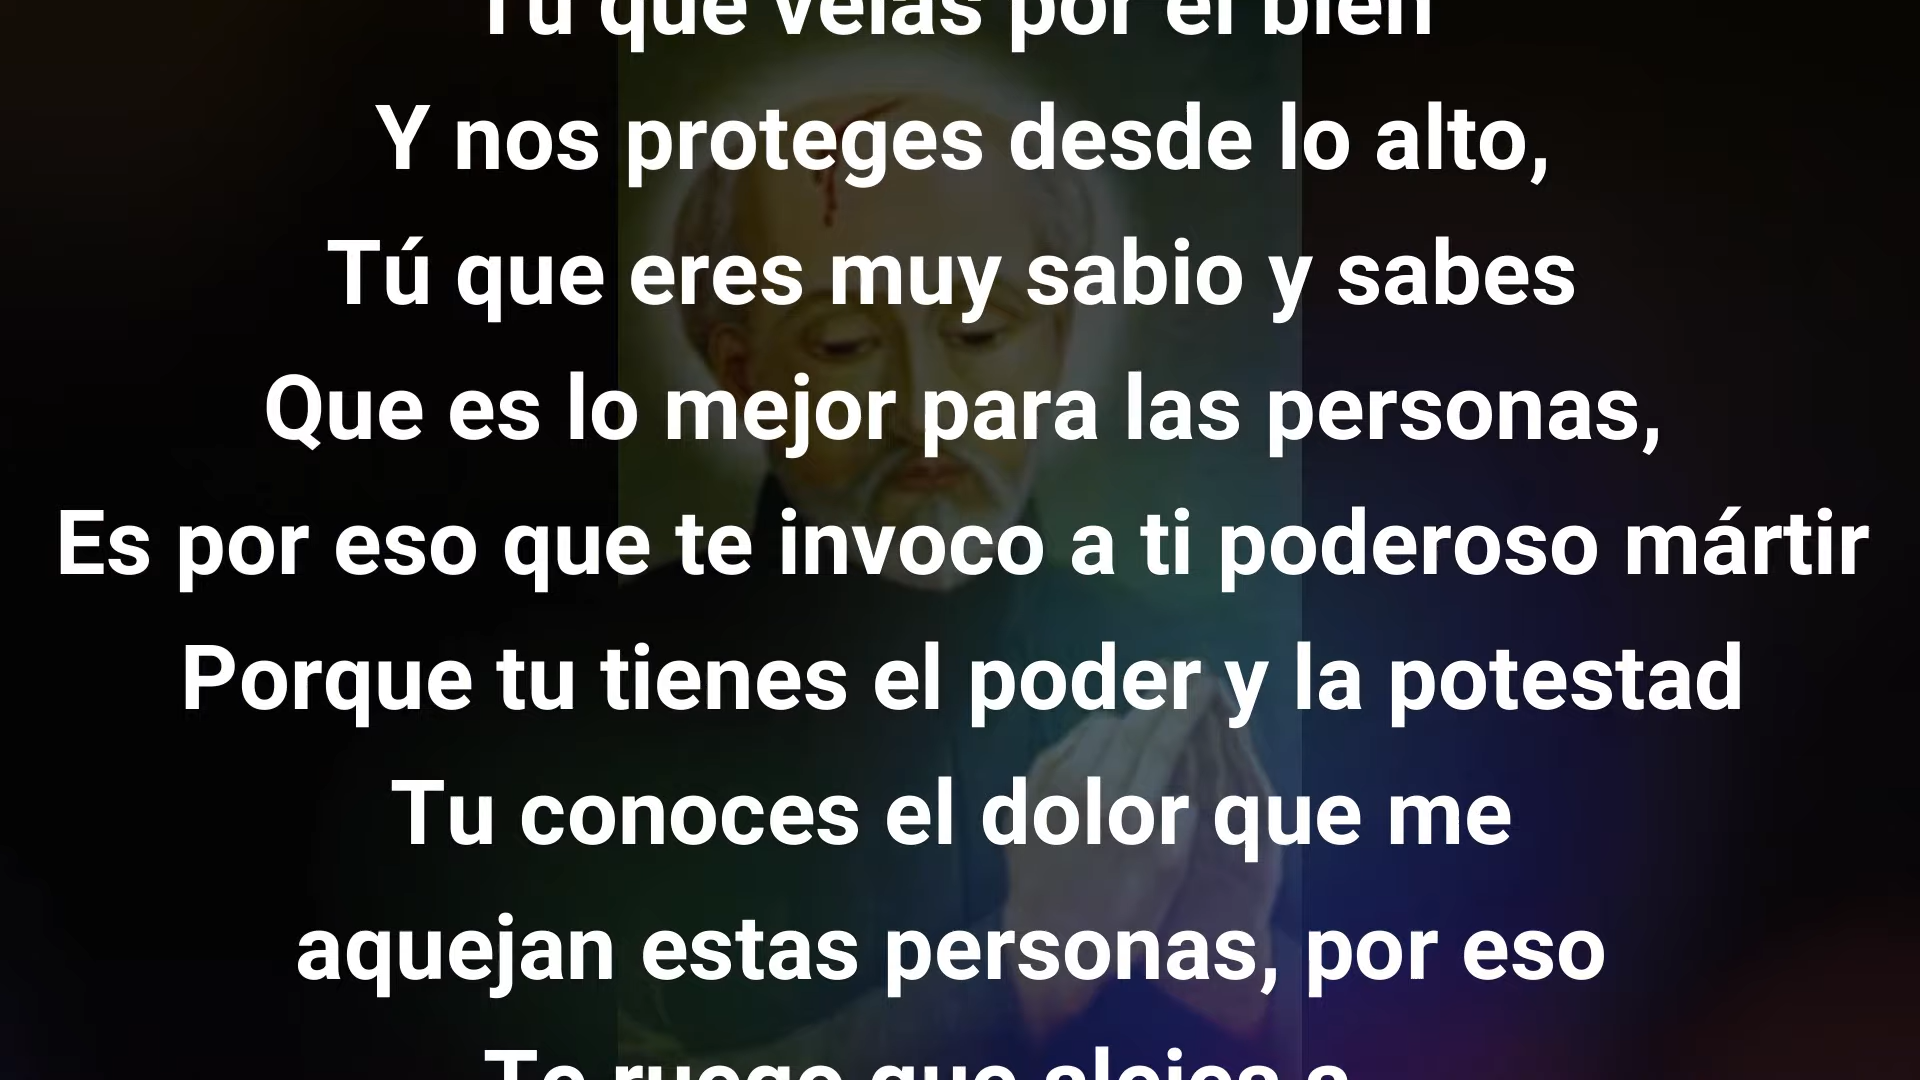 Tú que velas por el bien
Y nos proteges desde lo alto,
Tú que eres muy sabio y sabes
Que es lo mejor para las personas,
Es por eso que te invoco a ti poderoso mártir
Porque tu tienes el poder y la potestad
Tu conoces el dolor que me
aquejan estas personas, por eso
Te ruego que alejes a